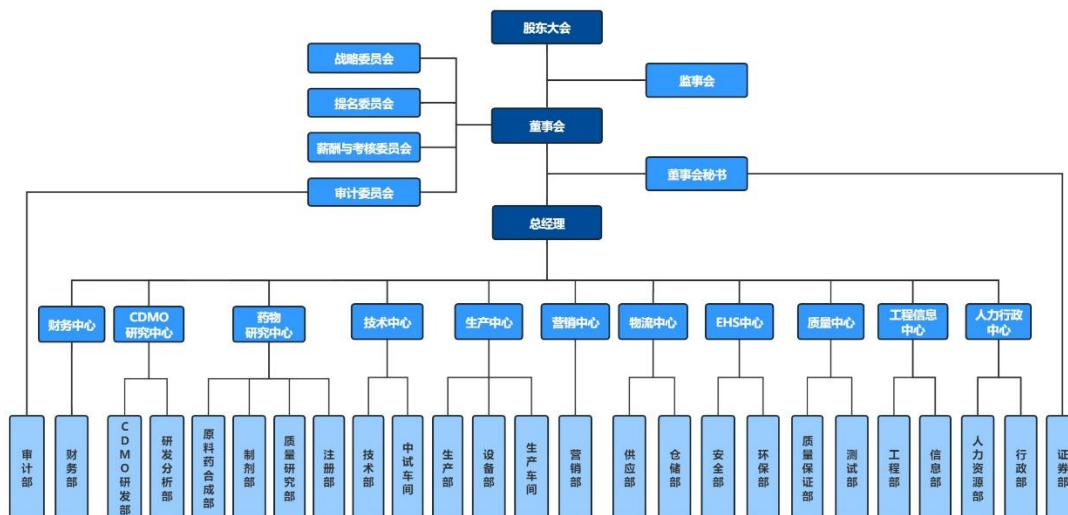 股东大会
战略委员会
监事会
提名委员会
董事会
薪酬与考核委员会
董事会秘书
审计委员会
总经理
财务中心
CDMO
研究中心
药物
研究中心
技术中心
生产中心
营销中心
物流中心
EHS中心
质量中心
工程信息
中心
人力行政
中心
审计部
财务部
CDMO研发部
研发分析部
原料药合成部
制剂部
质量研究部
注册部
技术部
中试车间
生产部
设备部
生产车间
营销部
供应部
仓储部
安全部
环保部
质量保证部
测试部
工程部
信息部
人力资源部
行政部
证券部